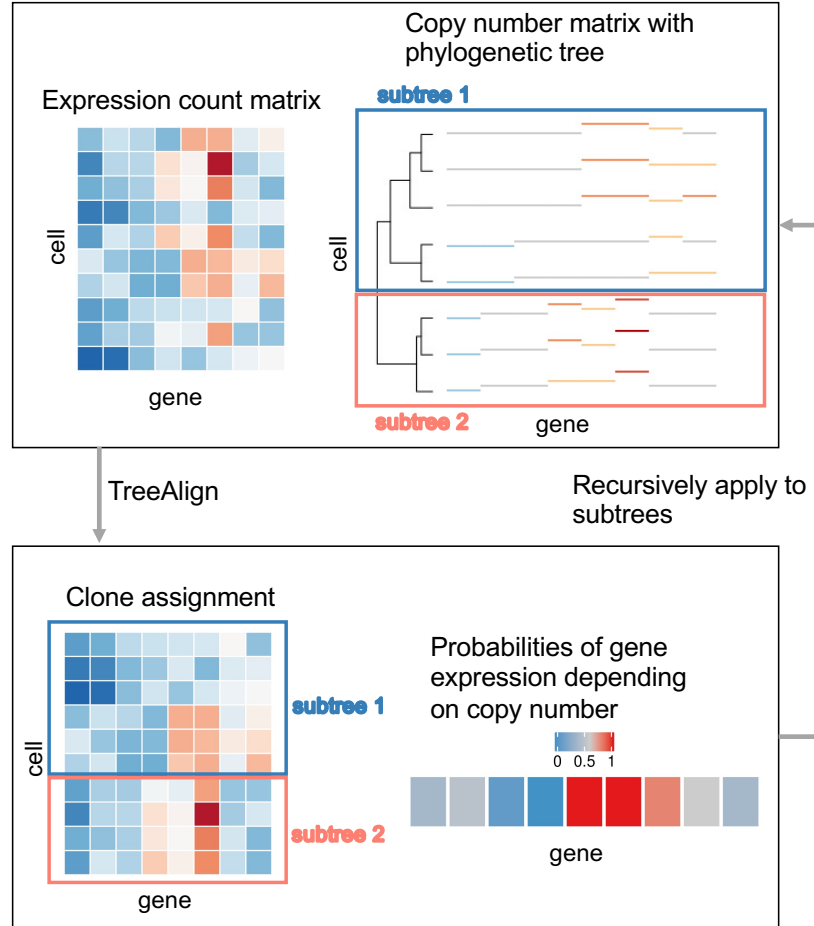 Copy number matrix with
phylogenetic tree
Expression count matrix
subtree 1
cell
cell
gene
subtree 2
gene
TreeAlign
Recursively apply to
subtrees
Clone assignment
Probabilities of gene
expression depending
on copy number
subtree 1
cell
0 0.5 1
subtree 2
gene
gene